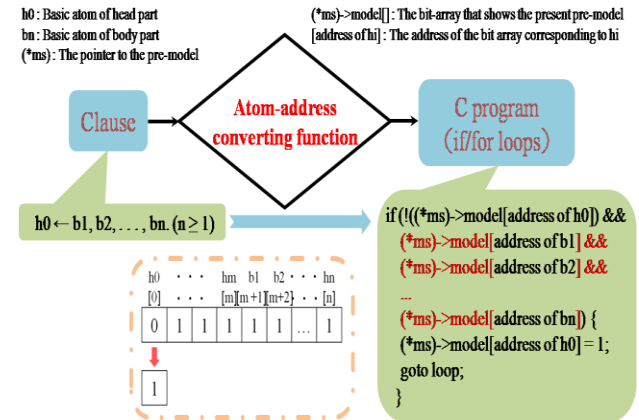 h0 : Basic atom of head part
bn : Basic atom of body part
(*ms) : The pointer to the pre-model
(*ms)->model[] : The bit-array that shows the present pre-model
[address of hi] : The address of the bit array corresponding to hi
Clause
Atom-address
converting function
C program
(if/for loops)
h0 ← b1, b2, . . . , bn. (n ≥ 1)
if (!((*ms)->model[address of h0]) &&
(*ms)->model[address of b1] &&
(*ms)->model[address of b2] &&
...
(*ms)->model[address of bn]) {
(*ms)->model[address of h0] = 1;
goto loop;
}
h0 · · · hm b1 b2 · · · hn
[0] · · · [m][m+1][m+2]· · · [n]
0 1 1 1 1 1 ... 1
1